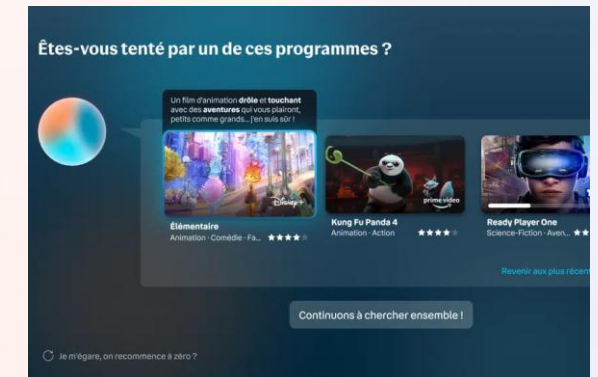 Êtes-vous tenté par un de ces programmes ?
Un film d'animation drôle et touchant
avec des aventures qui vous plairont,
petits comme grands... j'en suis sûr !
Disney+
prime video
Élémentaire
Animation · Comédie · Fa...
Kung Fu Panda 4
Animation · Action
Ready Player One
Science-Fiction · Aven...
Revenir aux plus récen
Continuons à chercher ensemble !
Je m'égare, on recommence à zéro ?